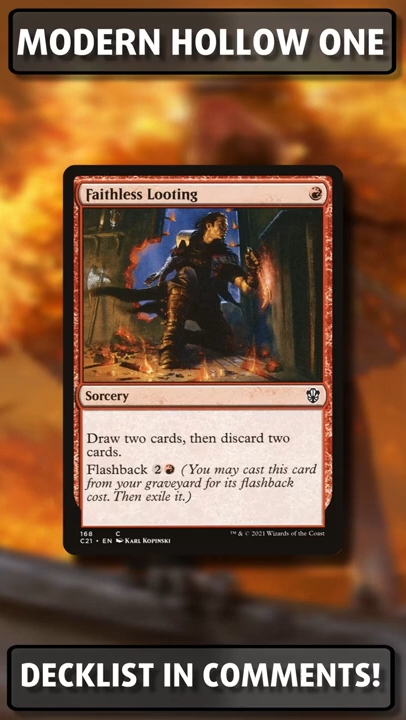 MODERN HOLLOW ONE
Faithless Looting
Sorcery
Draw two cards, then discard two
cards.
Flashback 2 (You may cast this card
from your graveyard for its flashback
cost. Then exile it.)
168 C
C21 • EN Karl Kopinski
™ & © 2021 Wizards of the Coast
DECKLIST IN COMMENTS!